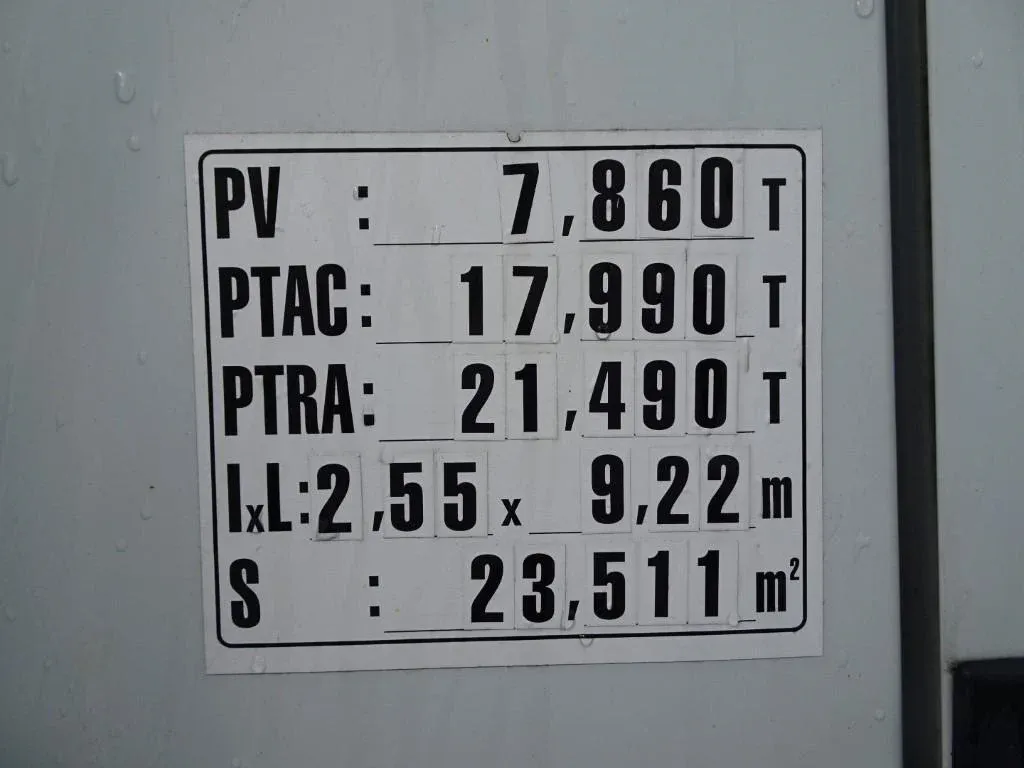 PV : 7,860 T
PTAC: 17,990 T
PTRA: 21,490 T
lxL: 2,55 x 9,22 m
S : 23,511 m²